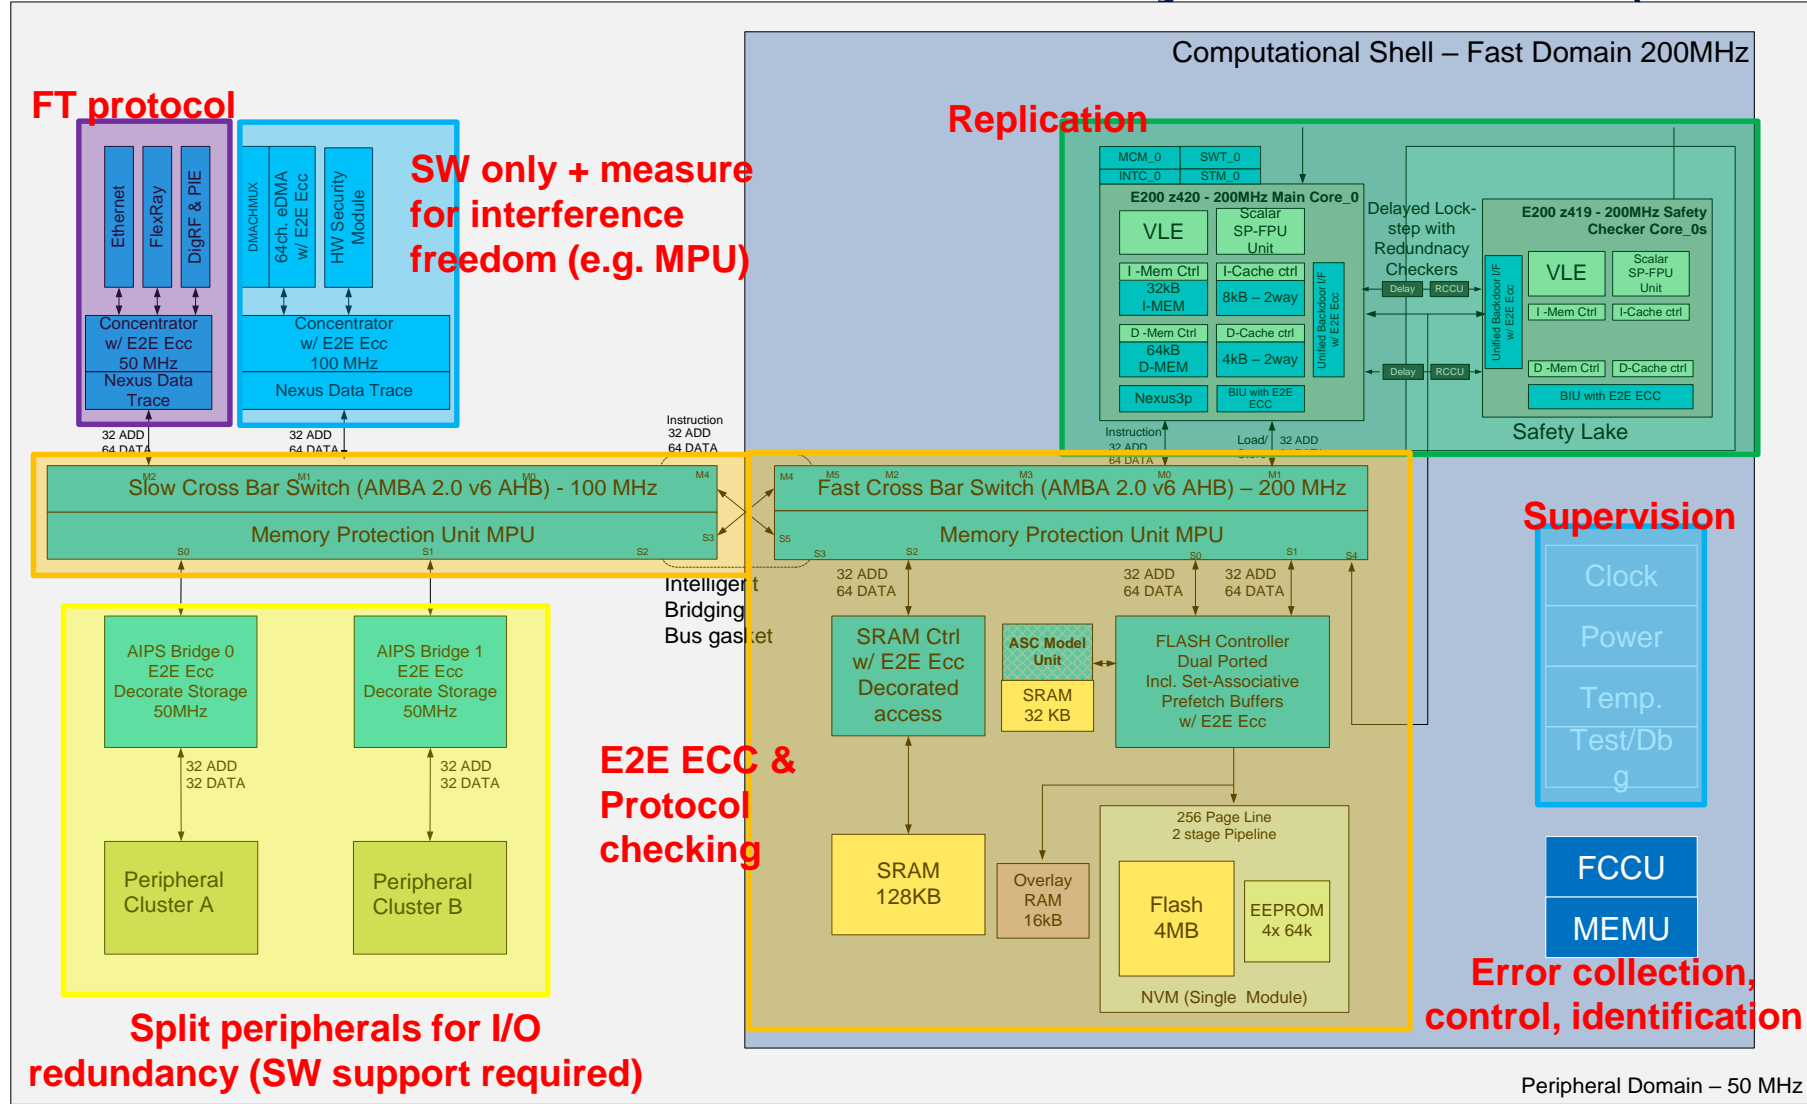 Computational Shell – Fast Domain 200MHz
FT protocol
Replication
SW only + measure
for interference
freedom (e.g. MPU)
Ethernet
FlexRay
DigRF & PIE
DMACHMUX
64ch. eDMA
w/ E2E Ecc
HW Security
Module
Concentrator
w/ E2E Ecc
50 MHz
Nexus Data
Trace
Concentrator
w/ E2E Ecc
100 MHz
Nexus Data Trace
32 ADD
64 DATA
32 ADD
64 DATA
Instruction
32 ADD
64 DATA
MCM_0
SWT_0
INTC_0
STM_0
E200 z420 - 200MHz Main Core_0
VLE
Scalar
SP-FPU
Unit
I -Mem Ctrl
32kB
I-MEM
I-Cache ctrl
8kB – 2way
D -Mem Ctrl
64kB
D-MEM
D-Cache ctrl
4kB – 2way
Nexus3p
BIU with E2E
ECC
Unified Backdoor I/F
w/ E2E Ecc
Delayed Lock-
step with
Redundnacy
Checkers
Delay
RCCU
Delay
RCCU
E200 z419 - 200MHz Safety
Checker Core_0s
Unified Backdoor I/F
w/ E2E Ecc
VLE
Scalar
SP-FPU
Unit
I -Mem Ctrl
I-Cache ctrl
D -Mem Ctrl
D-Cache ctrl
BIU with E2E ECC
Safety Lake
Instruction
32 ADD
64 DATA
Load/
32 ADD
M2
M1
M0
M4
Slow Cross Bar Switch (AMBA 2.0 v6 AHB) - 100 MHz
Memory Protection Unit MPU
S0
S1
S2
S3
M4
M5
M2
M3
M0
M1
Fast Cross Bar Switch (AMBA 2.0 v6 AHB) – 200 MHz
Memory Protection Unit MPU
S5
S3
S2
S0
S1
S4
Intelligent
Bridging
Bus gasket
32 ADD
64 DATA
32 ADD
64 DATA
32 ADD
64 DATA
AIPS Bridge 0
E2E Ecc
Decorate Storage
50MHz
AIPS Bridge 1
E2E Ecc
Decorate Storage
50MHz
32 ADD
32 DATA
32 ADD
32 DATA
Peripheral
Cluster A
Peripheral
Cluster B
Split peripherals for I/O
redundancy (SW support required)
E2E ECC &
Protocol
checking
SRAM Ctrl
w/ E2E Ecc
Decorated
access
ASC Model
Unit
SRAM
32 KB
FLASH Controller
Dual Ported
Incl. Set-Associative
Prefetch Buffers
w/ E2E Ecc
SRAM
128KB
Overlay
RAM
16kB
256 Page Line
2 stage Pipeline
Flash
4MB
EEPROM
4x 64k
NVM (Single Module)
Supervision
Clock
Power
Temp.
Test/Db
g
FCCU
MEMU
Error collection,
control, identification
Peripheral Domain – 50 MHz